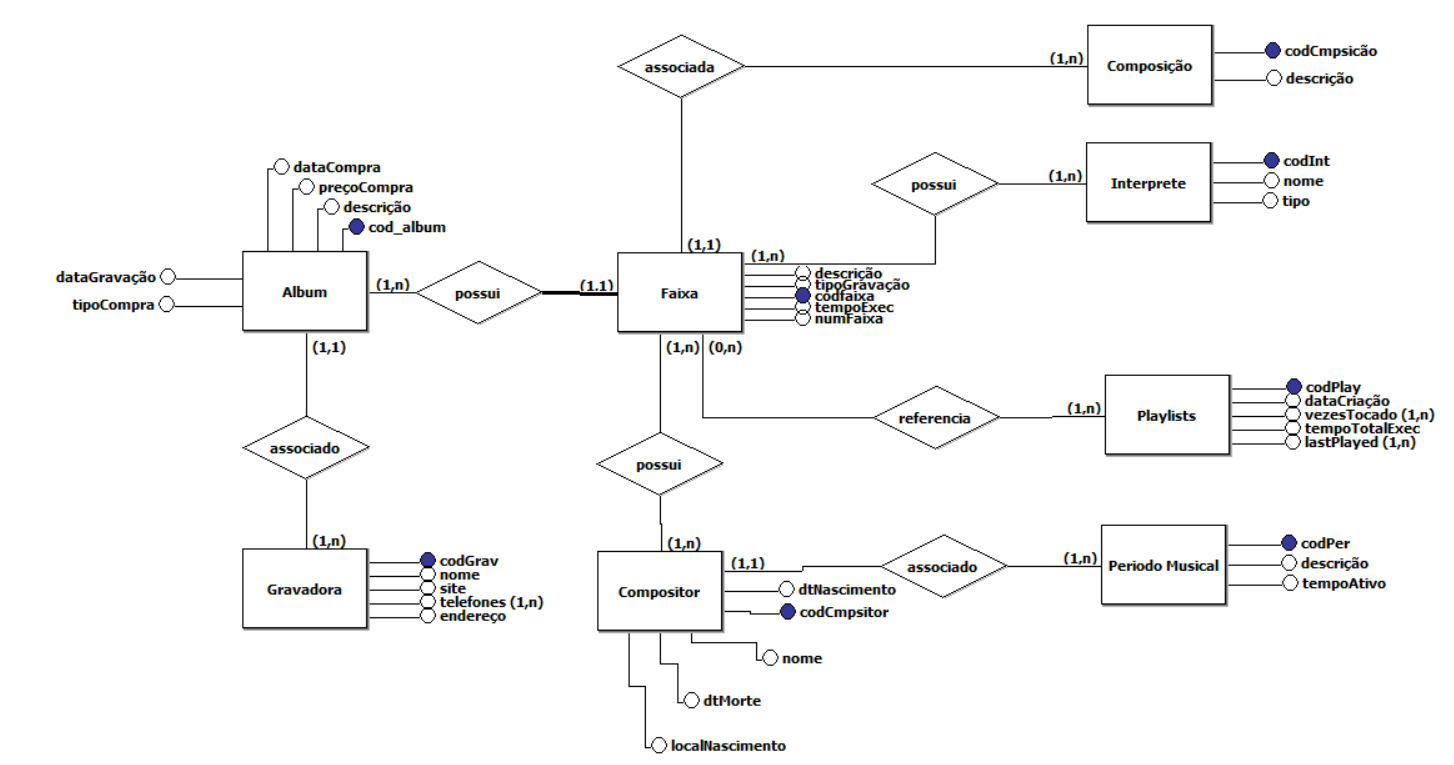 associada
(1,n)
Composição
codCmpsicão
descrição
possui
(1,n)
Interprete
codInt
nome
tipo
(1,1)
(1,n)
dataCompra
preçoCompra
descrição
cod_album
dataGravação
tipoCompra
Album
(1,n)
possui
(1.1)
Faixa
descrição
tipoGravação
codfaixa
tempoExec
numFaixa
(1,1)
(1,n)
(0,n)
associado
referencia
(1,n)
Playlists
codPlay
dataCriação
vezesTocado (1,n)
tempoTotalExec
lastPlayed (1,n)
possui
(1,n)
Gravadora
codGrav
nome
site
telefones (1,n)
endereço
(1,n)
Compositor
(1,1)
dtNascimento
codCmpsitor
nome
dtMorte
localNascimento
associado
(1,n)
Periodo Musical
codPer
descrição
tempoAtivo